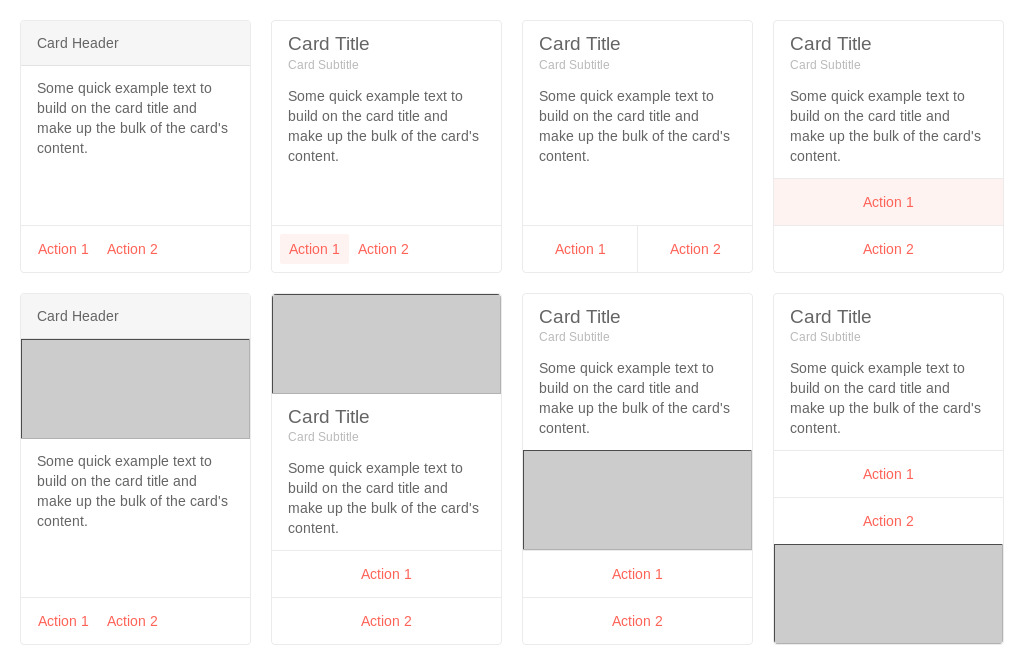 Card Header
Some quick example text to
build on the card title and
make up the bulk of the card's
content.
Action 1 Action 2
Card Title
Card Subtitle
Some quick example text to
build on the card title and
make up the bulk of the card's
content.
Action 1 Action 2
Card Title
Card Subtitle
Some quick example text to
build on the card title and
make up the bulk of the card's
content.
Action 1 Action 2
Card Title
Card Subtitle
Some quick example text to
build on the card title and
make up the bulk of the card's
content.
Action 1
Action 2
Card Header
Some quick example text to
build on the card title and
make up the bulk of the card's
content.
Action 1 Action 2
Card Title
Card Subtitle
Some quick example text to
build on the card title and
make up the bulk of the card's
content.
Action 1
Action 2
Card Title
Card Subtitle
Some quick example text to
build on the card title and
make up the bulk of the card's
content.
Action 1
Action 2
Card Title
Card Subtitle
Some quick example text to
build on the card title and
make up the bulk of the card's
content.
Action 1
Action 2